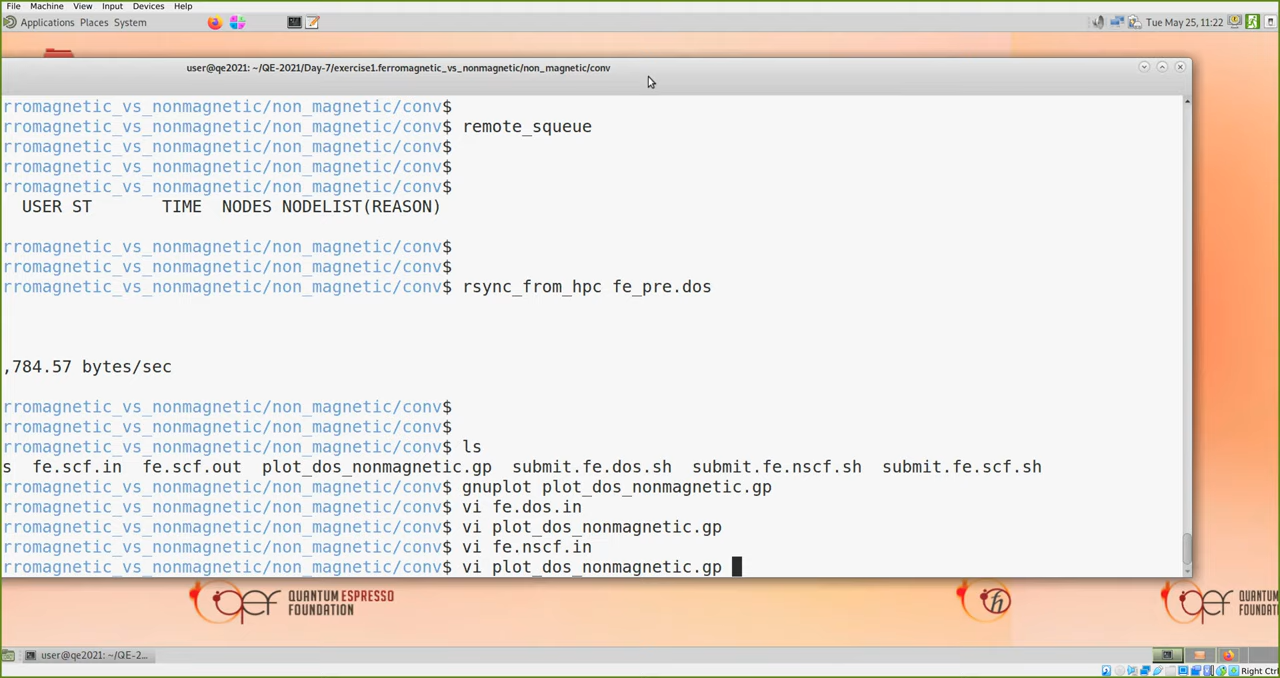 File Machine View Input Devices Help
Applications Places System Tue May 25, 11:22
user@qe2021: ~/QE-2021/Day-7/exercise1.ferromagnetic_vs_nonmagnetic/non_magnetic/conv
rromagnetic_vs_nonmagnetic/non_magnetic/conv$
rromagnetic_vs_nonmagnetic/non_magnetic/conv$ remote_squeue
rromagnetic_vs_nonmagnetic/non_magnetic/conv$
rromagnetic_vs_nonmagnetic/non_magnetic/conv$
rromagnetic_vs_nonmagnetic/non_magnetic/conv$
USER ST TIME NODES NODELIST(REASON)
rromagnetic_vs_nonmagnetic/non_magnetic/conv$
rromagnetic_vs_nonmagnetic/non_magnetic/conv$
rromagnetic_vs_nonmagnetic/non_magnetic/conv$ rsync_from_hpc fe_pre.dos
,784.57 bytes/sec
rromagnetic_vs_nonmagnetic/non_magnetic/conv$
rromagnetic_vs_nonmagnetic/non_magnetic/conv$
rromagnetic_vs_nonmagnetic/non_magnetic/conv$ ls
s fe.scf.in fe.scf.out plot_dos_nonmagnetic.gp submit.fe.dos.sh submit.fe.nscf.sh submit.fe.scf.sh
rromagnetic_vs_nonmagnetic/non_magnetic/conv$ gnuplot plot_dos_nonmagnetic.gp
rromagnetic_vs_nonmagnetic/non_magnetic/conv$ vi fe.dos.in
rromagnetic_vs_nonmagnetic/non_magnetic/conv$ vi plot_dos_nonmagnetic.gp
rromagnetic_vs_nonmagnetic/non_magnetic/conv$ vi fe.nscf.in
rromagnetic_vs_nonmagnetic/non_magnetic/conv$ vi plot_dos_nonmagnetic.gp
QUANTUM ESPRESSO
FOUNDATION
QUANTUM
FOUNDA
user@qe2021: ~/QE-2...
Right Ctrl